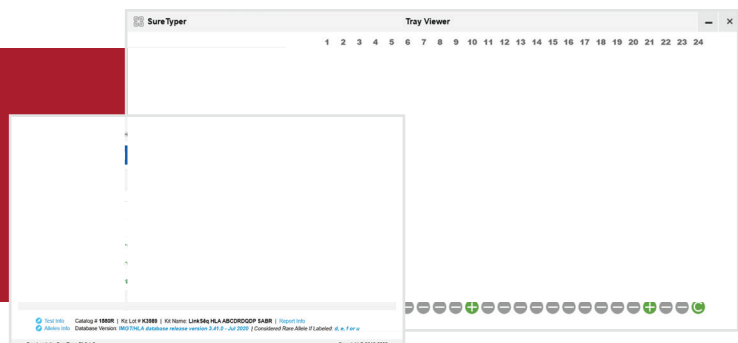 SureTyper Tray Viewer
1 2 3 4 5 6 7 8 9 10 11 12 13 14 15 16 17 18 19 20 21 22 23 24
Test Info Catalog # 1580R | Kit Lot # K3585 | Kit Name: LinkSēq HLA ABCDRDQDP SABR | Report Info
Alleles Info Database Version: IMGT/HLA database release version 3.41.0 - Jul 2020 | Considered Rare Allele If Labeled: d, e, f or u